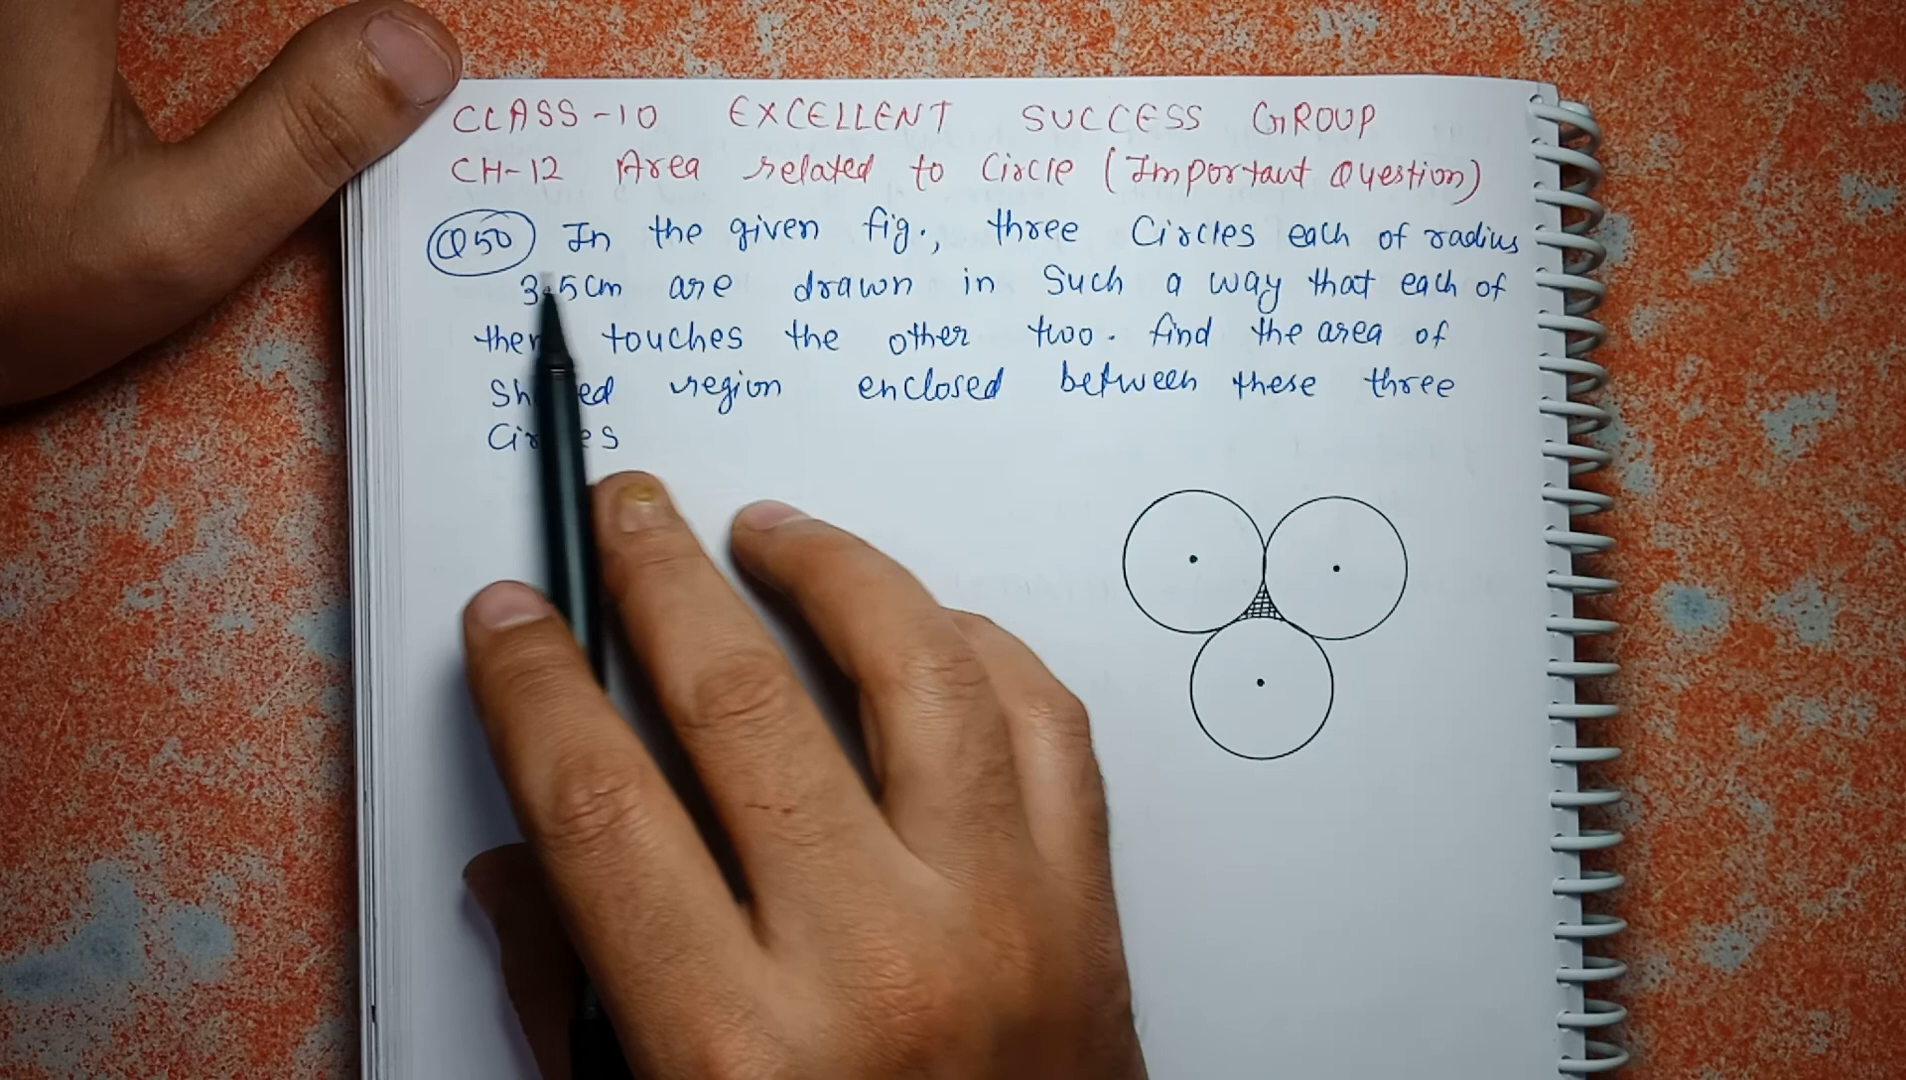 CLASS-10 EXCELLENT SUCCESS GROUP
CH-12 Area related to Circle (Important Question)
Q50 In the given fig., three Circles each of radius
3.5cm are drawn in Such a way that each of
touches the other two. find the area of
region enclosed between these three